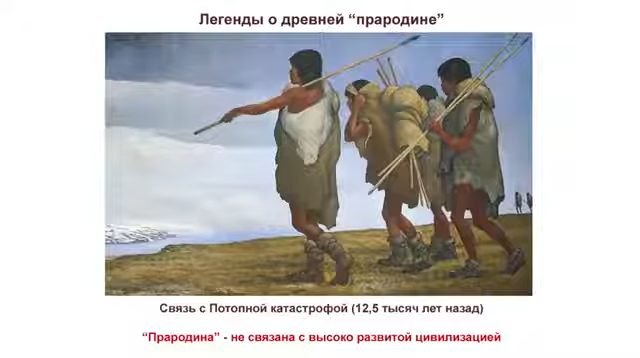 Легенды о древней “прародине”
Связь с Потопной катастрофой (12,5 тысяч лет назад)
“Прародина” - не связана с высоко развитой цивилизацией